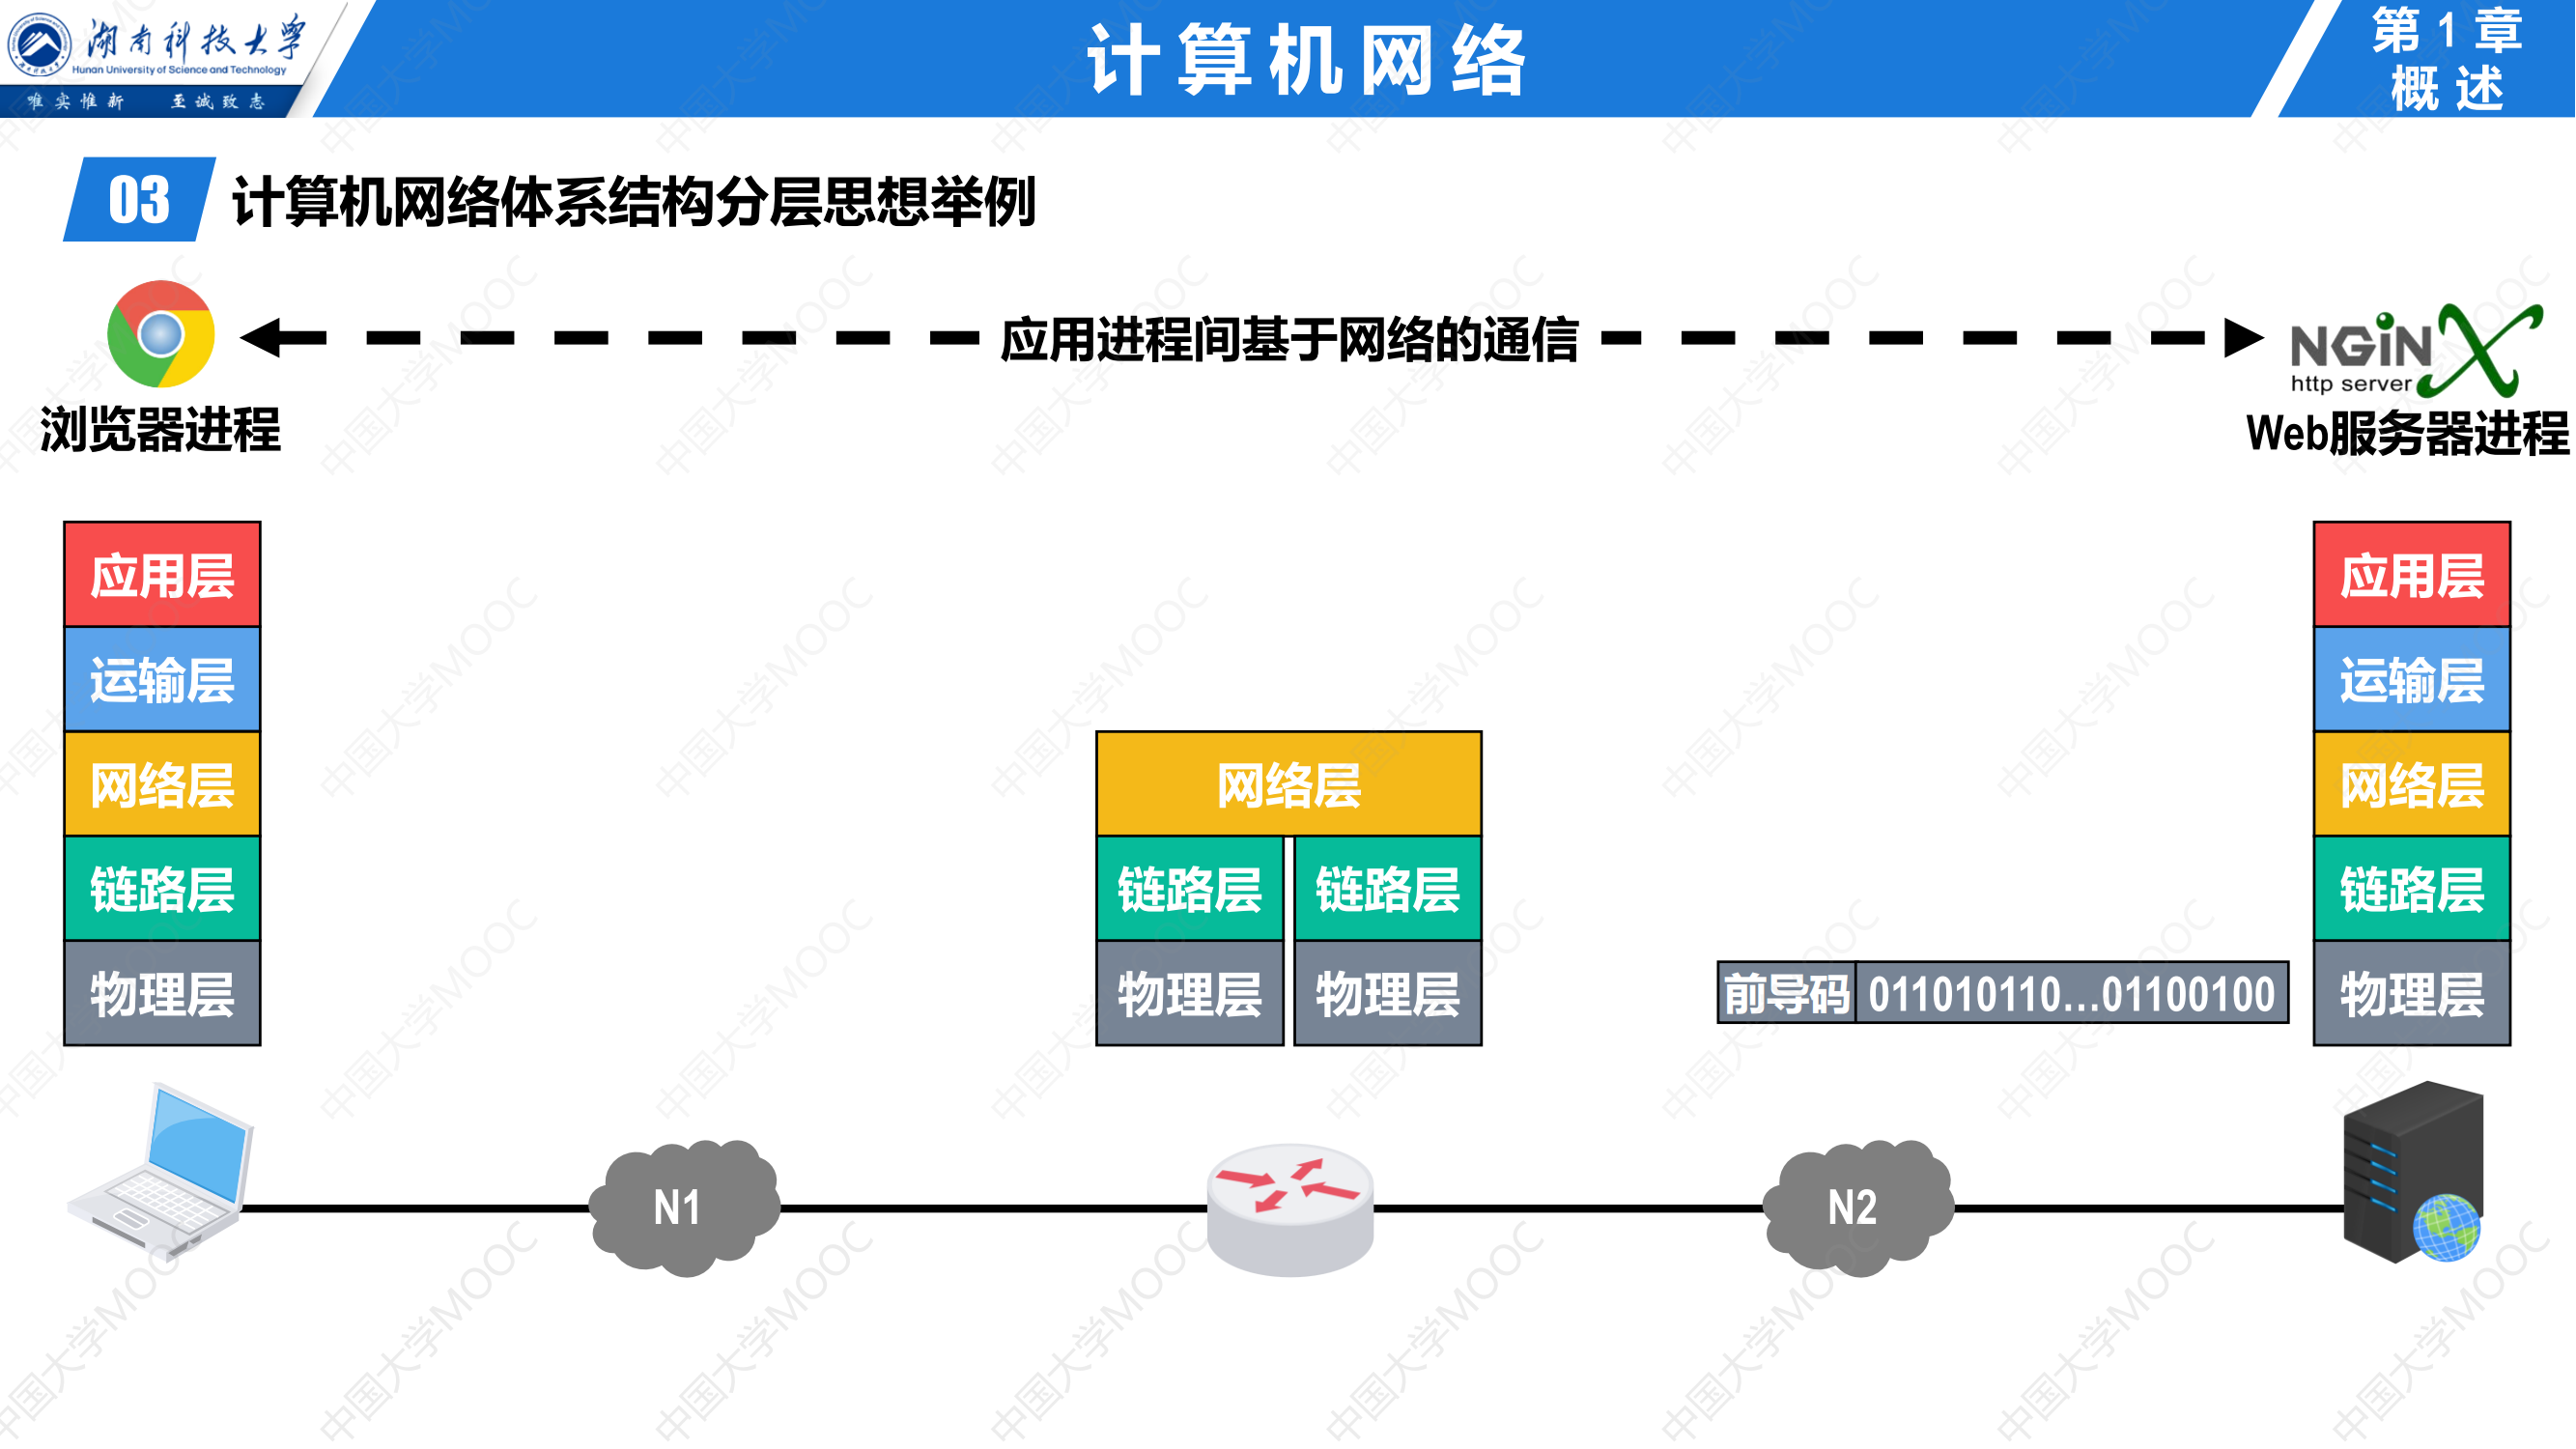 湖南科技大学
Hunan University of Science and Technology
唯实惟新 至诚致志
计算机网络
第1章
概述
03 计算机网络体系结构分层思想举例
应用进程间基于网络的通信
NGiNX
http server
浏览器进程
Web服务器进程
应用层
运输层
网络层
链路层
物理层
网络层
链路层 链路层
物理层 物理层
前导码 011010110...01100100
应用层
运输层
网络层
链路层
物理层
N1
N2
中国大学MOOC